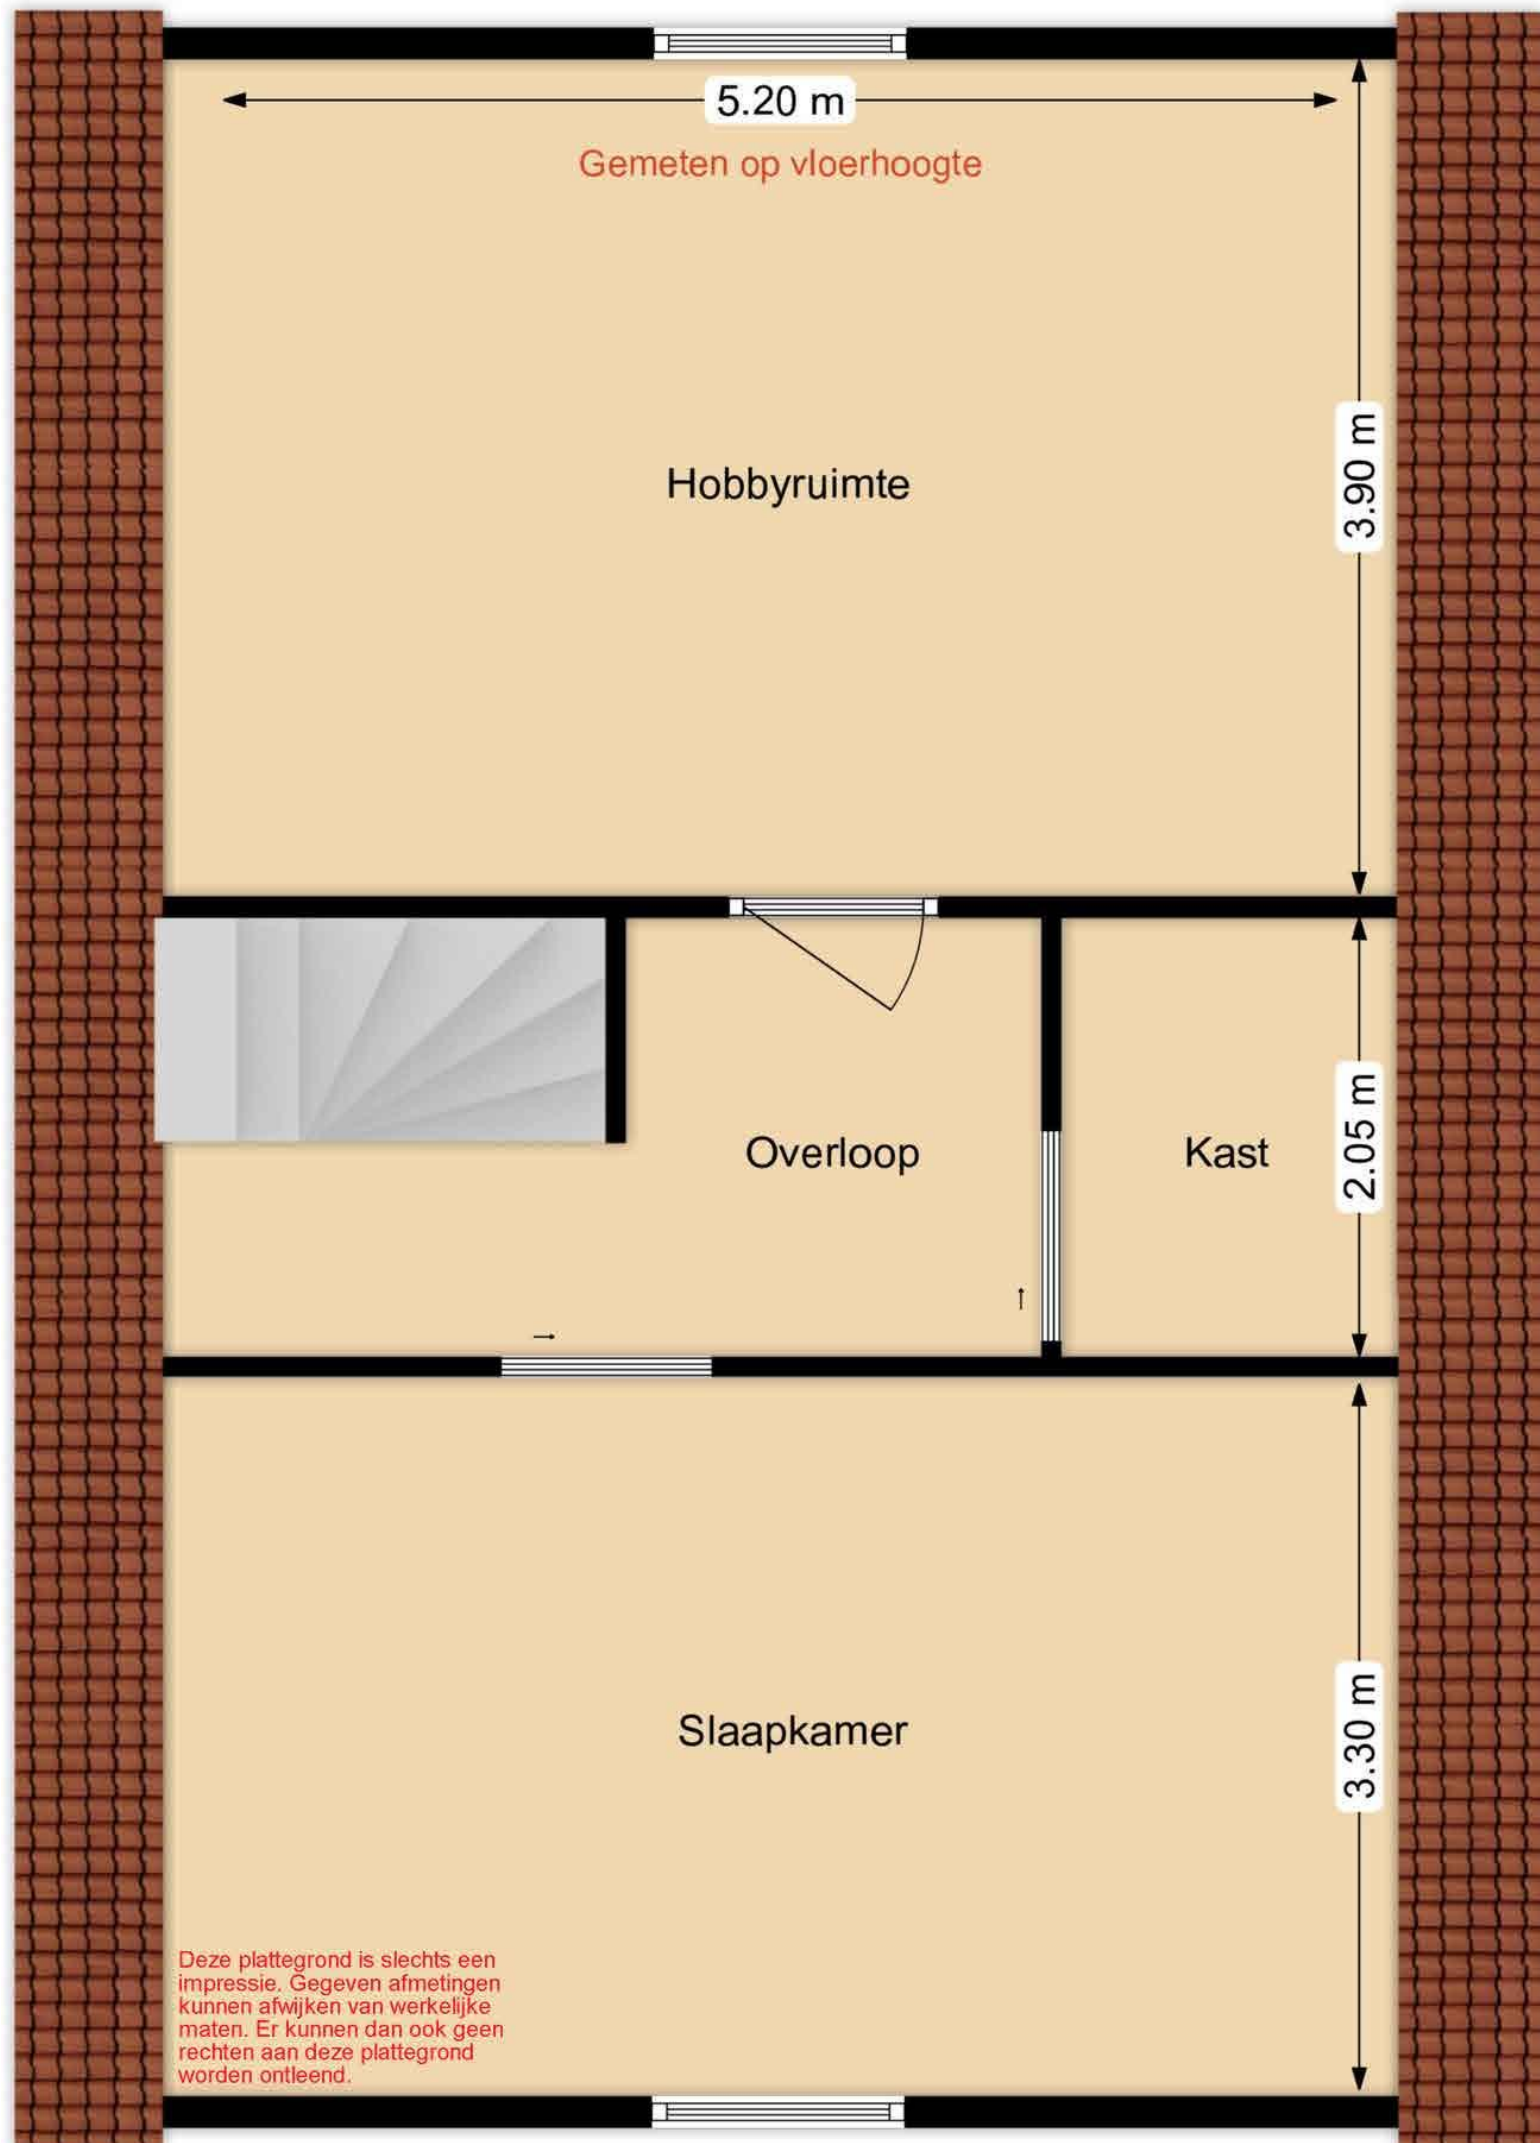 5.20 m
Gemeten op vloerhoogte
Hobbyruimte
3.90 m
Overloop
Kast
2.05 m
Slaapkamer
3.30 m
Deze plattegrond is slechts een
impressie. Gegeven afmetingen
kunnen afwijken van werkelijke
maten. Er kunnen dan ook geen
rechten aan deze plattegrond
worden ontleend.